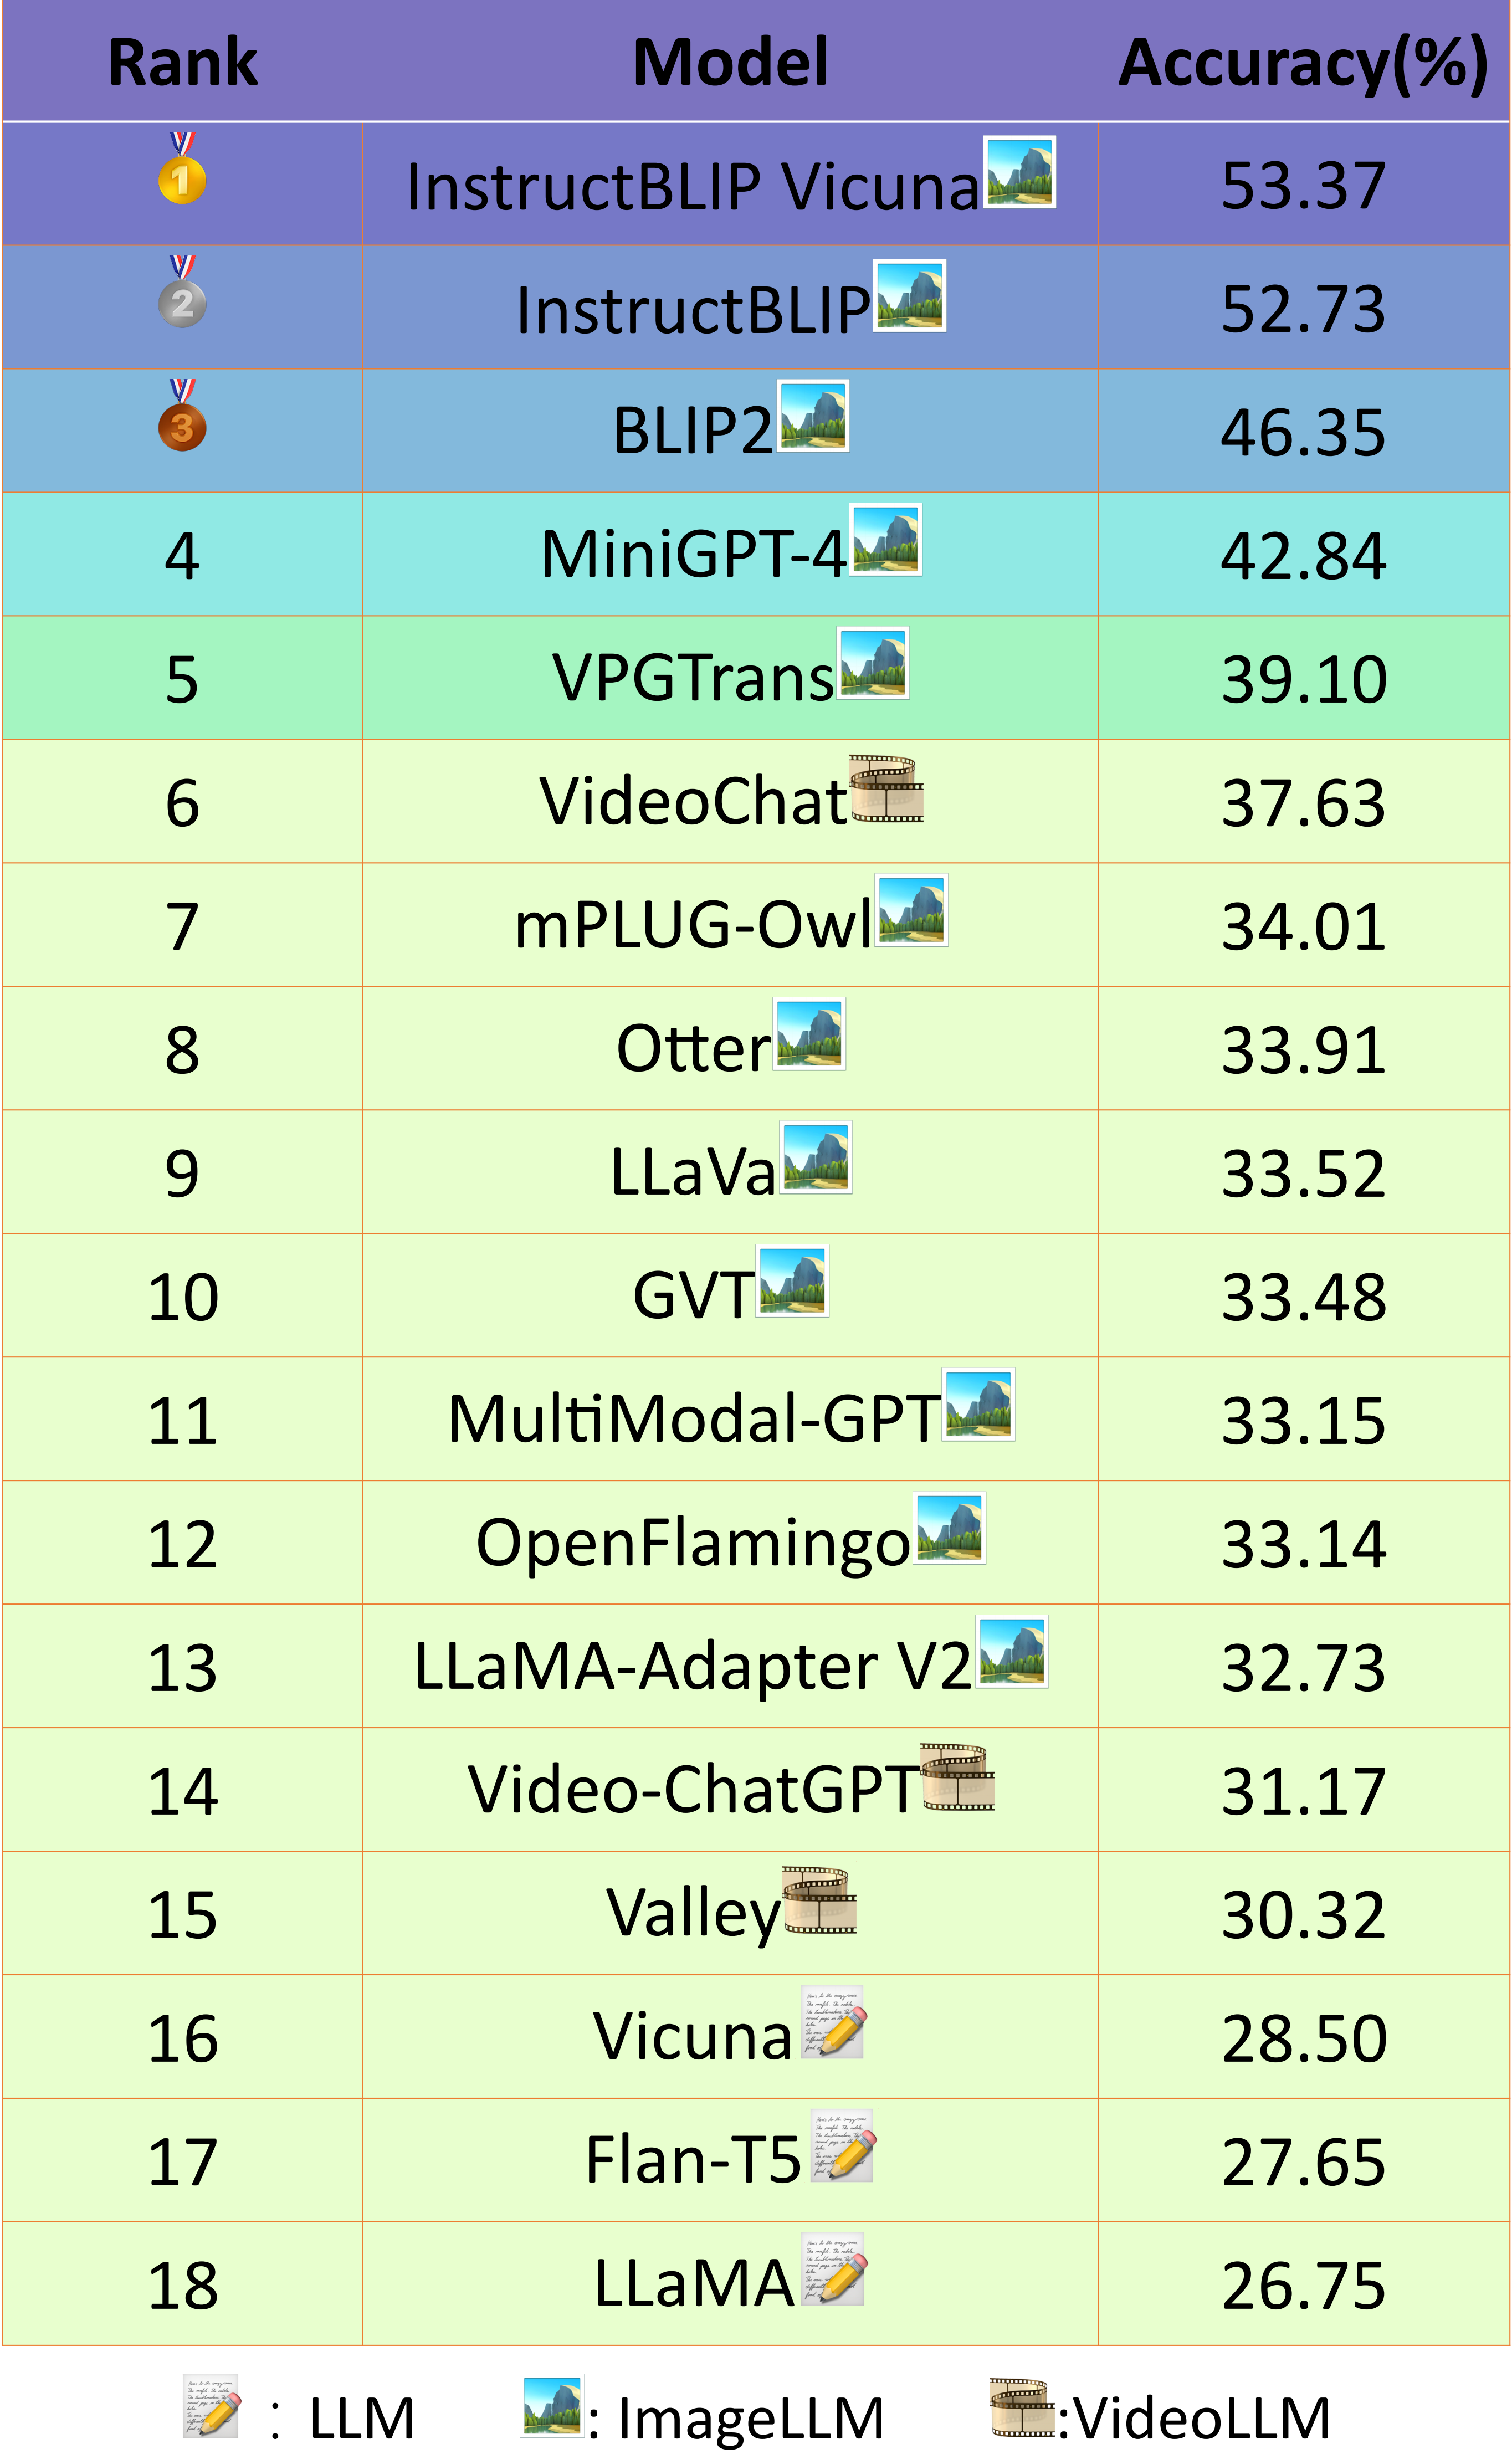 Rank Model Accuracy(%)
1 InstructBLIP Vicuna 53.37
2 InstructBLIP 52.73
3 BLIP2 46.35
4 MiniGPT-4 42.84
5 VPGTrans 39.10
6 VideoChat 37.63
7 mPLUG-Owl 34.01
8 Otter 33.91
9 LLaVa 33.52
10 GVT 33.48
11 MultiModal-GPT 33.15
12 OpenFlamingo 33.14
13 LLaMA-Adapter V2 32.73
14 Video-ChatGPT 31.17
15 Valley 30.32
16 Vicuna 28.50
17 Flan-T5 27.65
18 LLaMA 26.75
: LLM : ImageLLM :VideoLLM